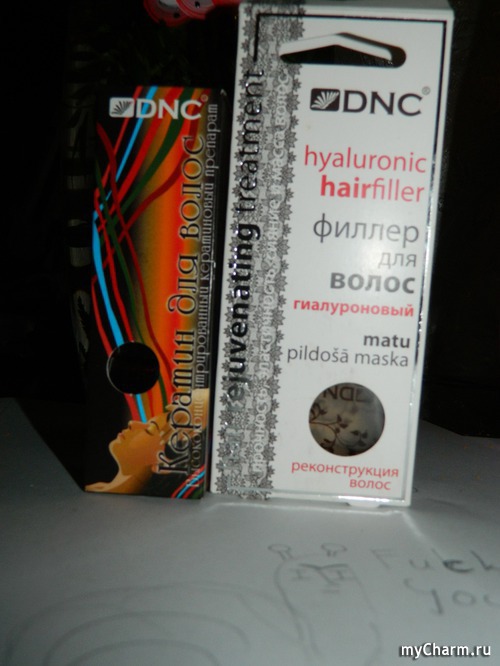 DNC®
Кератин для волос
DNC®
hyaluronic
hairfiller
филлер
для
волос
гиалуроновый
matu
pildošā maska
реконструкция
волос
rejuvenating treatment
Fuck
You
myCharm.ru